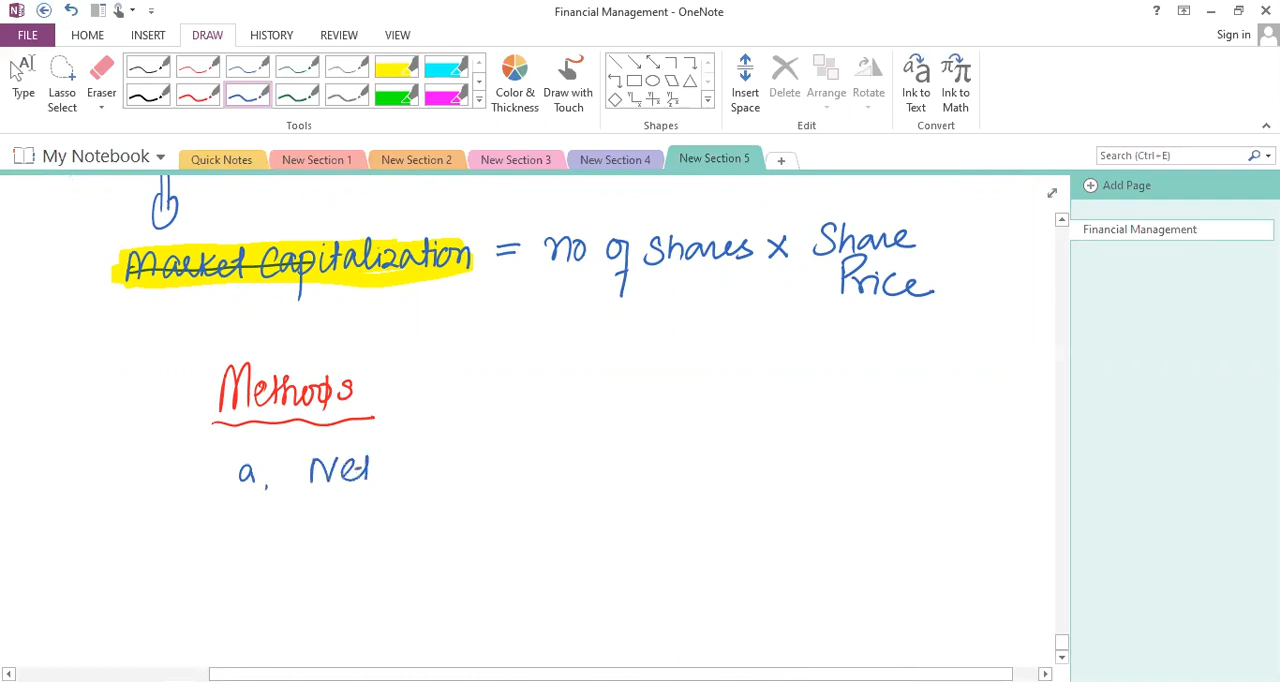 Financial Management - OneNote
?
FILE HOME INSERT DRAW HISTORY REVIEW VIEW
Sign in
Type
Lasso Select
Eraser
Color & Thickness
Draw with Touch
Insert Space
Delete
Arrange
Rotate
Ink to Text
Ink to Math
Tools
Shapes
Edit
Convert
My Notebook Quick Notes New Section 1 New Section 2 New Section 3 New Section 4 New Section 5
Search (Ctrl+E)
Add Page
Financial Management
Market Capitalization = no of shares × Share Price
Methods
a. Net